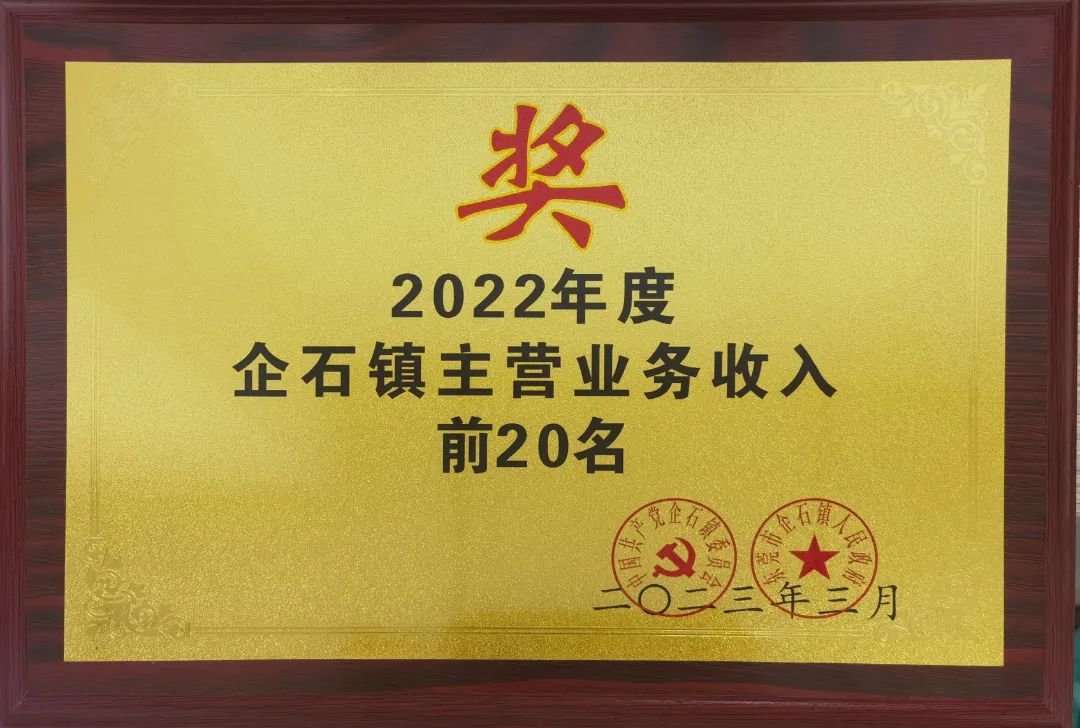 奖
2022年度
企石镇主营业务收入
前20名
中国共产党企石镇委员会
东莞市企石镇人民政府
二〇二三年三月